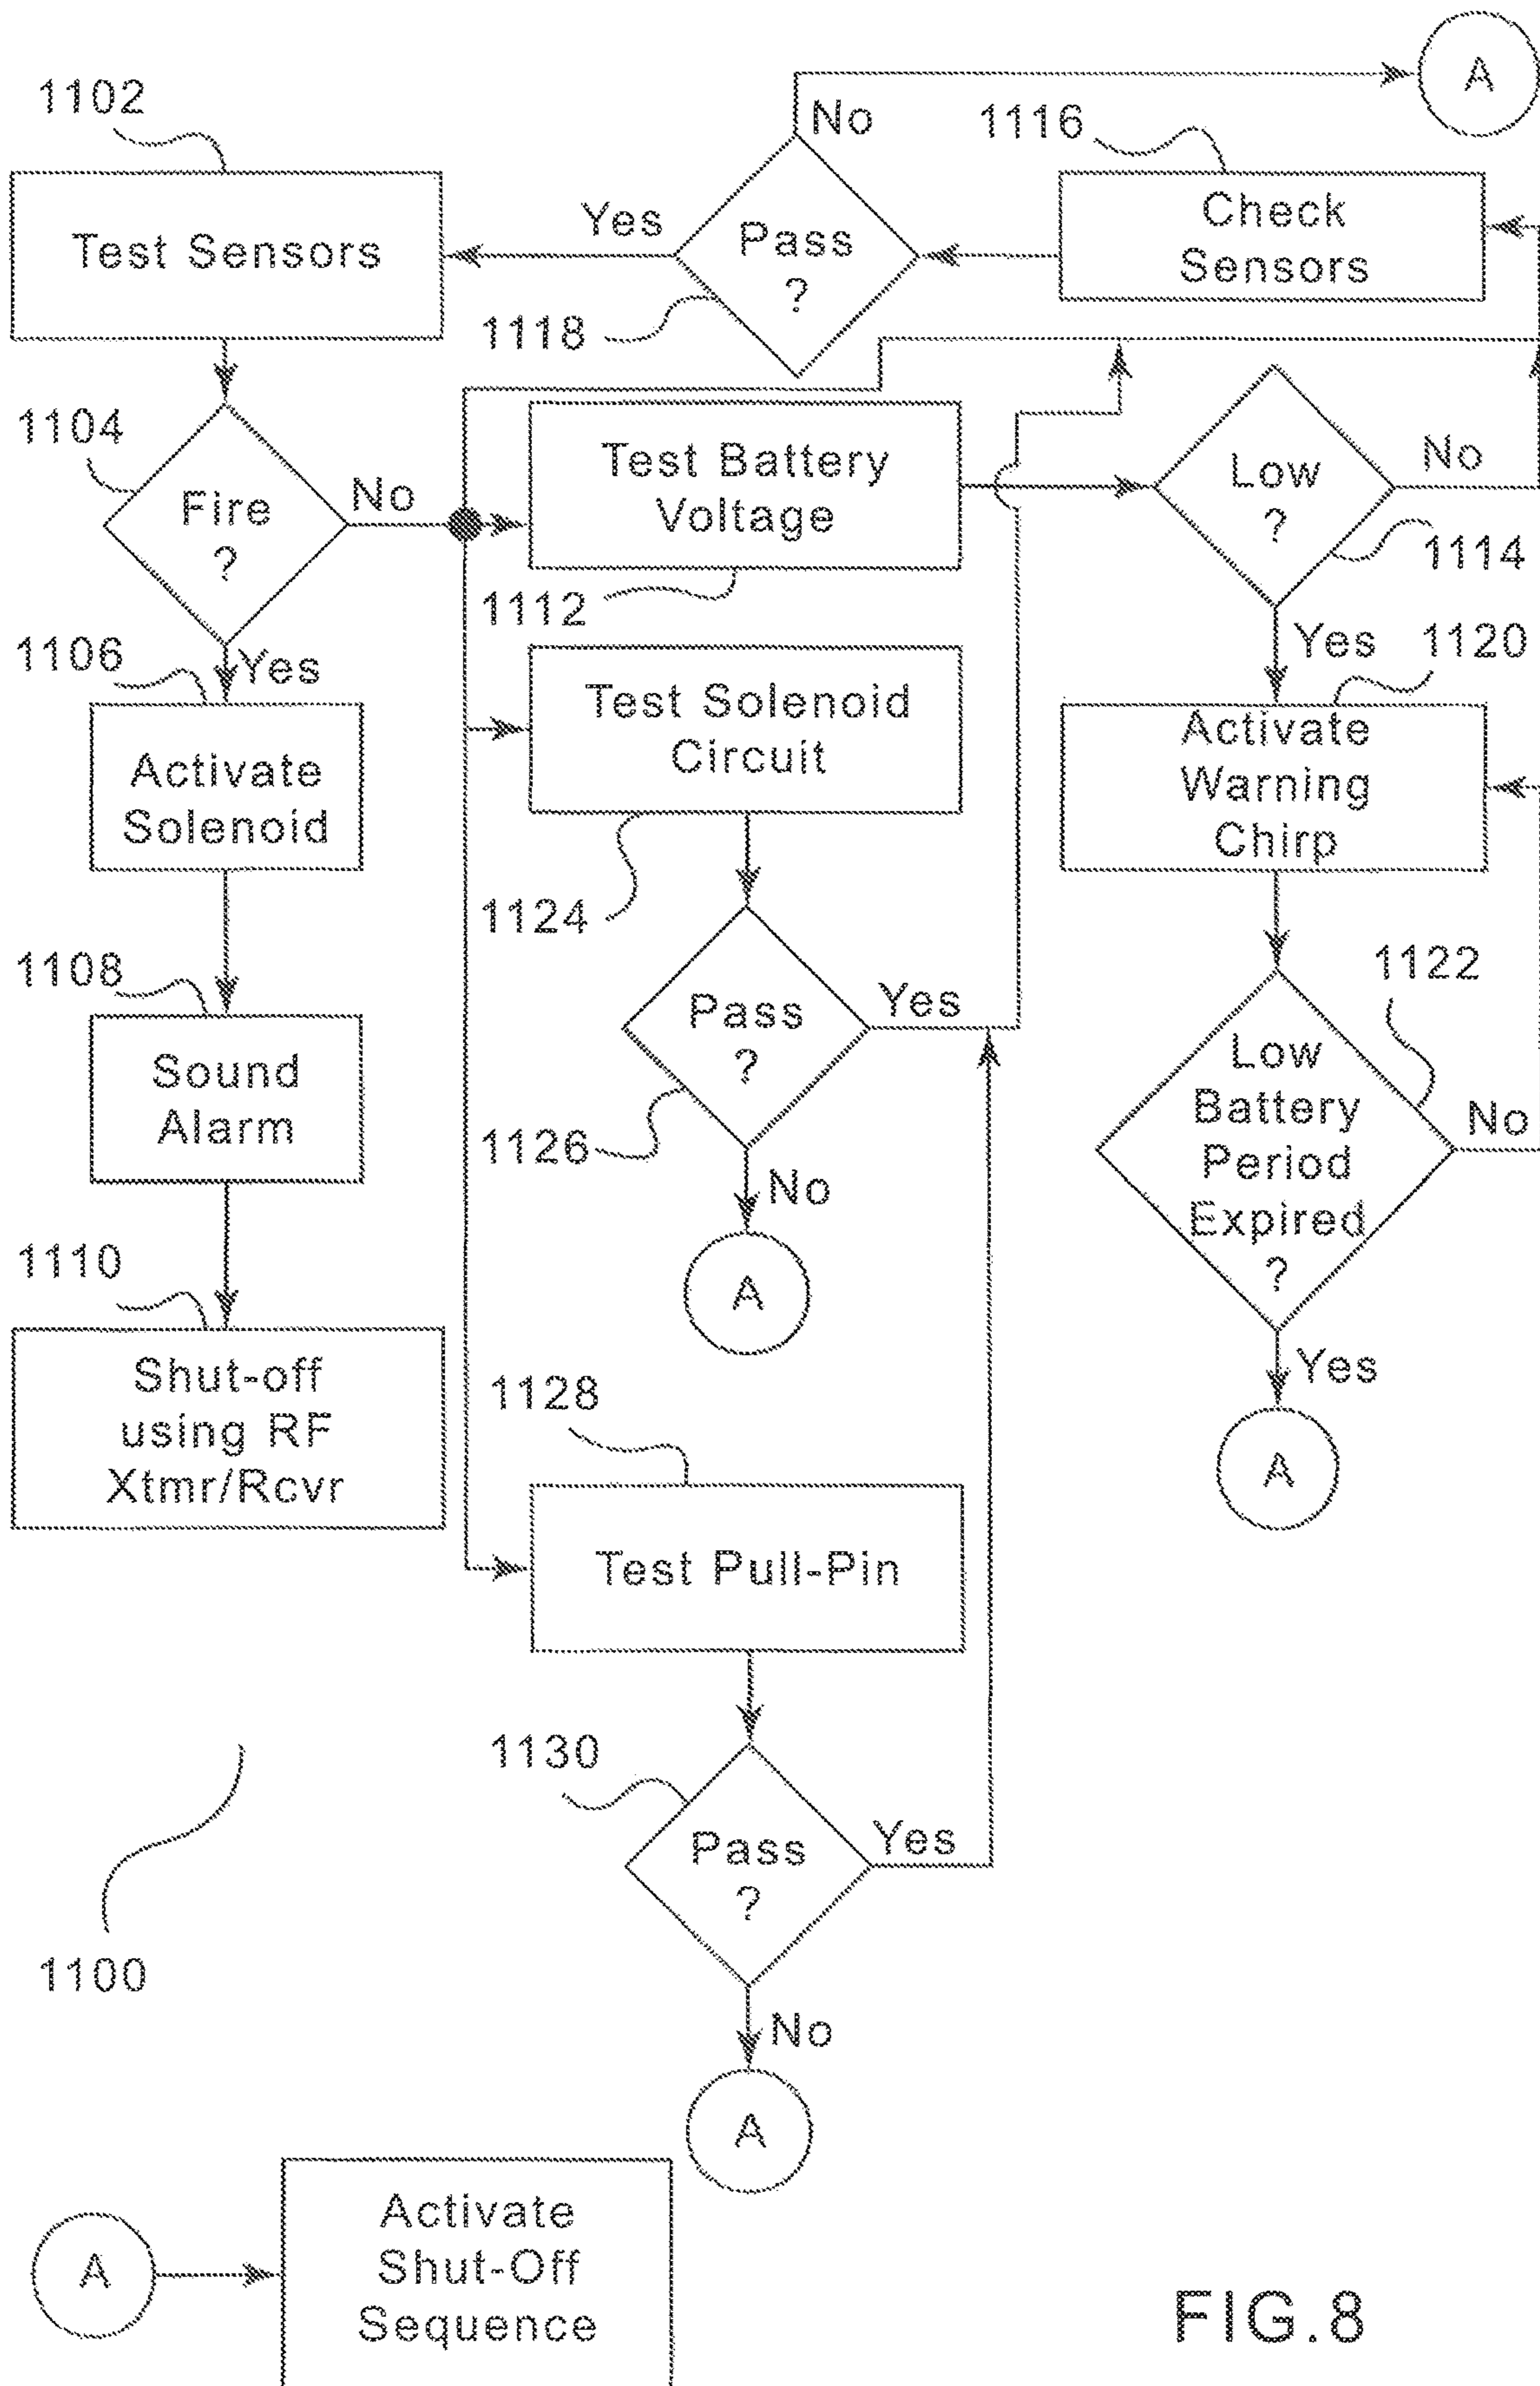 A
1102
No
1116
Test Sensors
Yes
Pass
?
Check
Sensors
1118
1104
Fire
?
No
Test Battery
Voltage
Low
?
No
1114
1112
1106
Yes
Yes
1120
Activate
Solenoid
Test Solenoid
Circuit
Activate
Warning
Chirp
1124
1108
1122
Sound
Alarm
Pass
?
Yes
Low
Battery
Period
Expired
?
No
1126
No
1110
A
Shut-off
using RF
Xtmr/Rcvr
Yes
1128
A
Test Pull-Pin
1130
Pass
?
Yes
1100
No
A
A
Activate
Shut-Off
Sequence
FIG.8